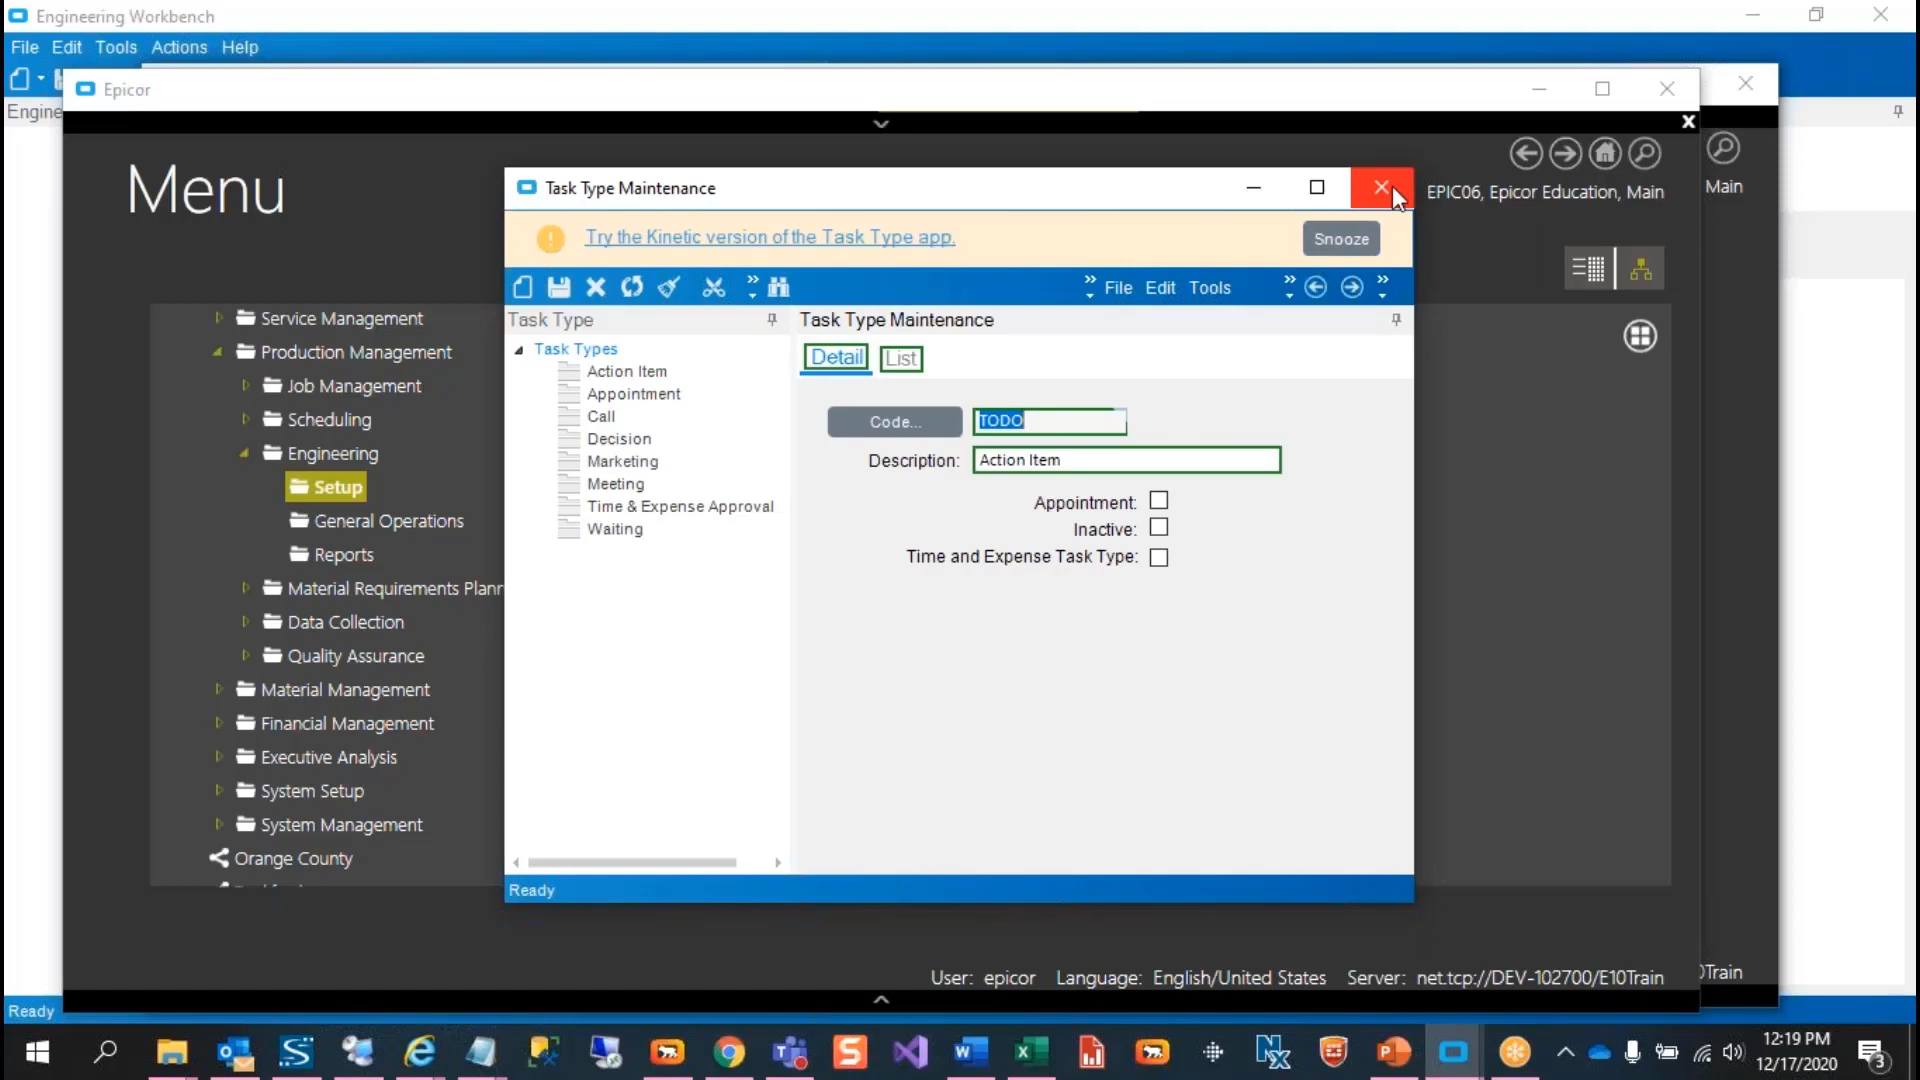 Engineering Workbench
File Edit Tools Actions Help
Epicor
Engine
Menu
EPIC06, Epicor Education, Main
Main
Task Type Maintenance
Try the Kinetic version of the Task Type app.
Snooze
File Edit Tools
Task Type
Task Type Maintenance
Task Types
Action Item
Appointment
Call
Decision
Marketing
Meeting
Time & Expense Approval
Waiting
Detail
List
Code...
TODO
Description:
Action Item
Appointment:
Inactive:
Time and Expense Task Type:
Ready
Service Management
Production Management
Job Management
Scheduling
Engineering
Setup
General Operations
Reports
Material Requirements Plann
Data Collection
Quality Assurance
Material Management
Financial Management
Executive Analysis
System Setup
System Management
Orange County
User: epicor Language: English/United States Server: net.tcp://DEV-102700/E10Train
Train
Ready
12:19 PM
12/17/2020
3